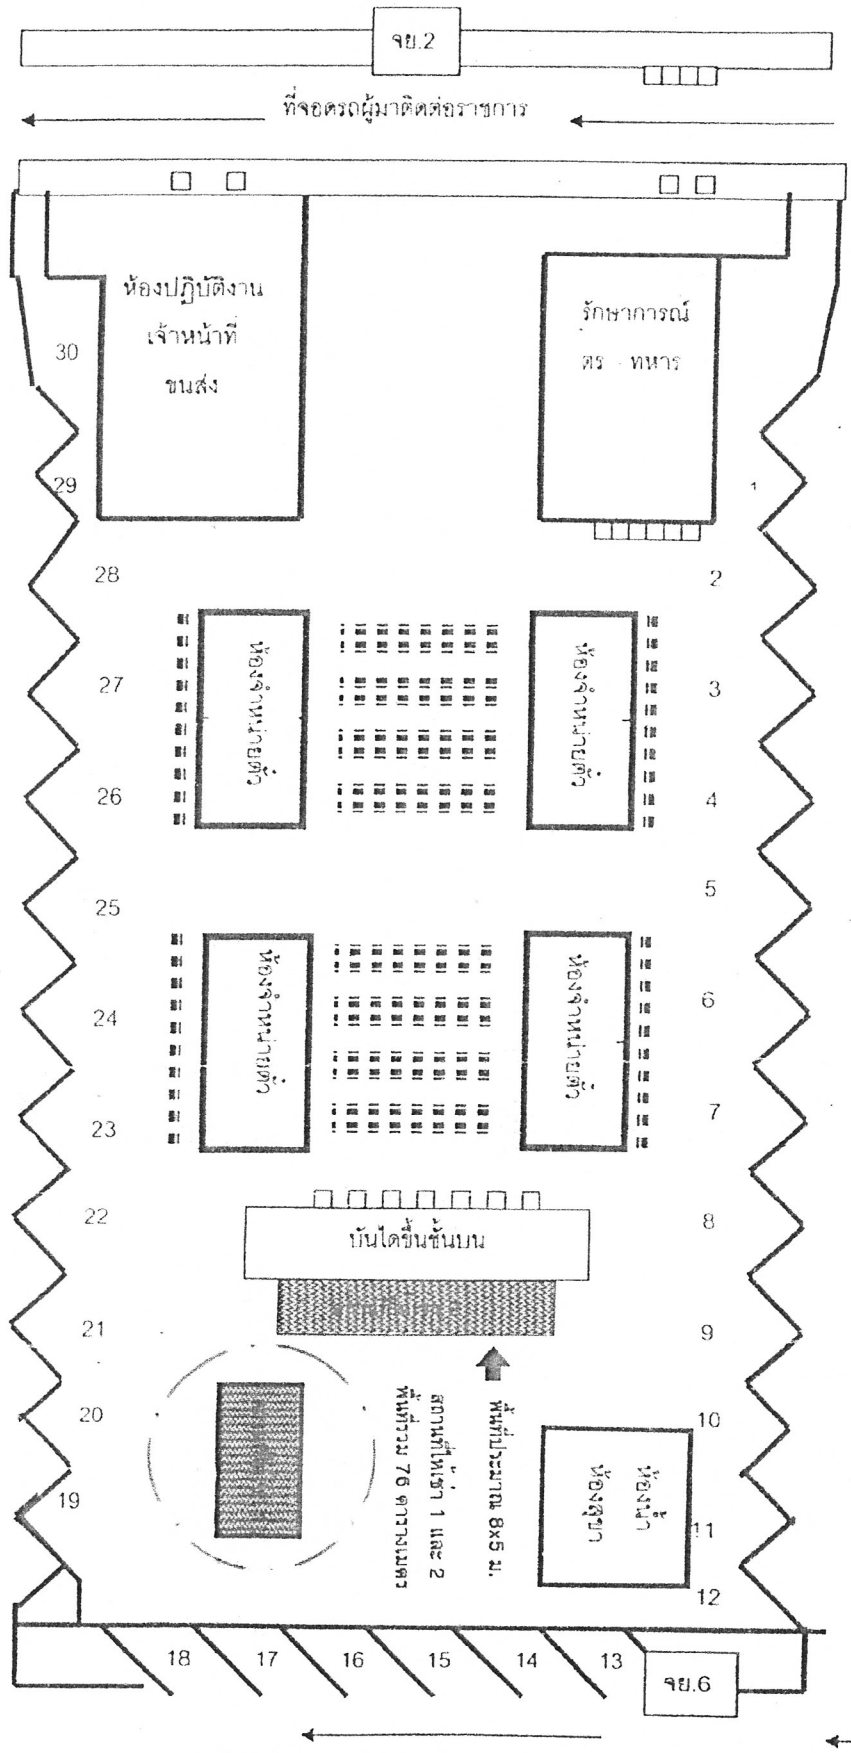 จย.2
ที่จอดรถผู้มาติดต่อราชการ
ห้องปฏิบัติงาน
เจ้าหน้าที่
ขนส่ง
รักษาการณ์
ตร - ทหาร
30
29
1
28
2
ห้องจำหน่ายตั๋ว
ห้องจำหน่ายตั๋ว
27
3
26
4
25
5
ห้องจำหน่ายตั๋ว
ห้องจำหน่ายตั๋ว
24
6
23
7
22
8
บันไดขึ้นชั้นบน
21
9
20
10
พื้นที่ประมาณ 8x5 ม.
สถานที่ให้เช่า 1 และ 2
พื้นที่รวม 76 ตารางเมตร
ห้องน้ำ
ห้องสุขา
19
11
12
18
17
16
15
14
13
จย.6